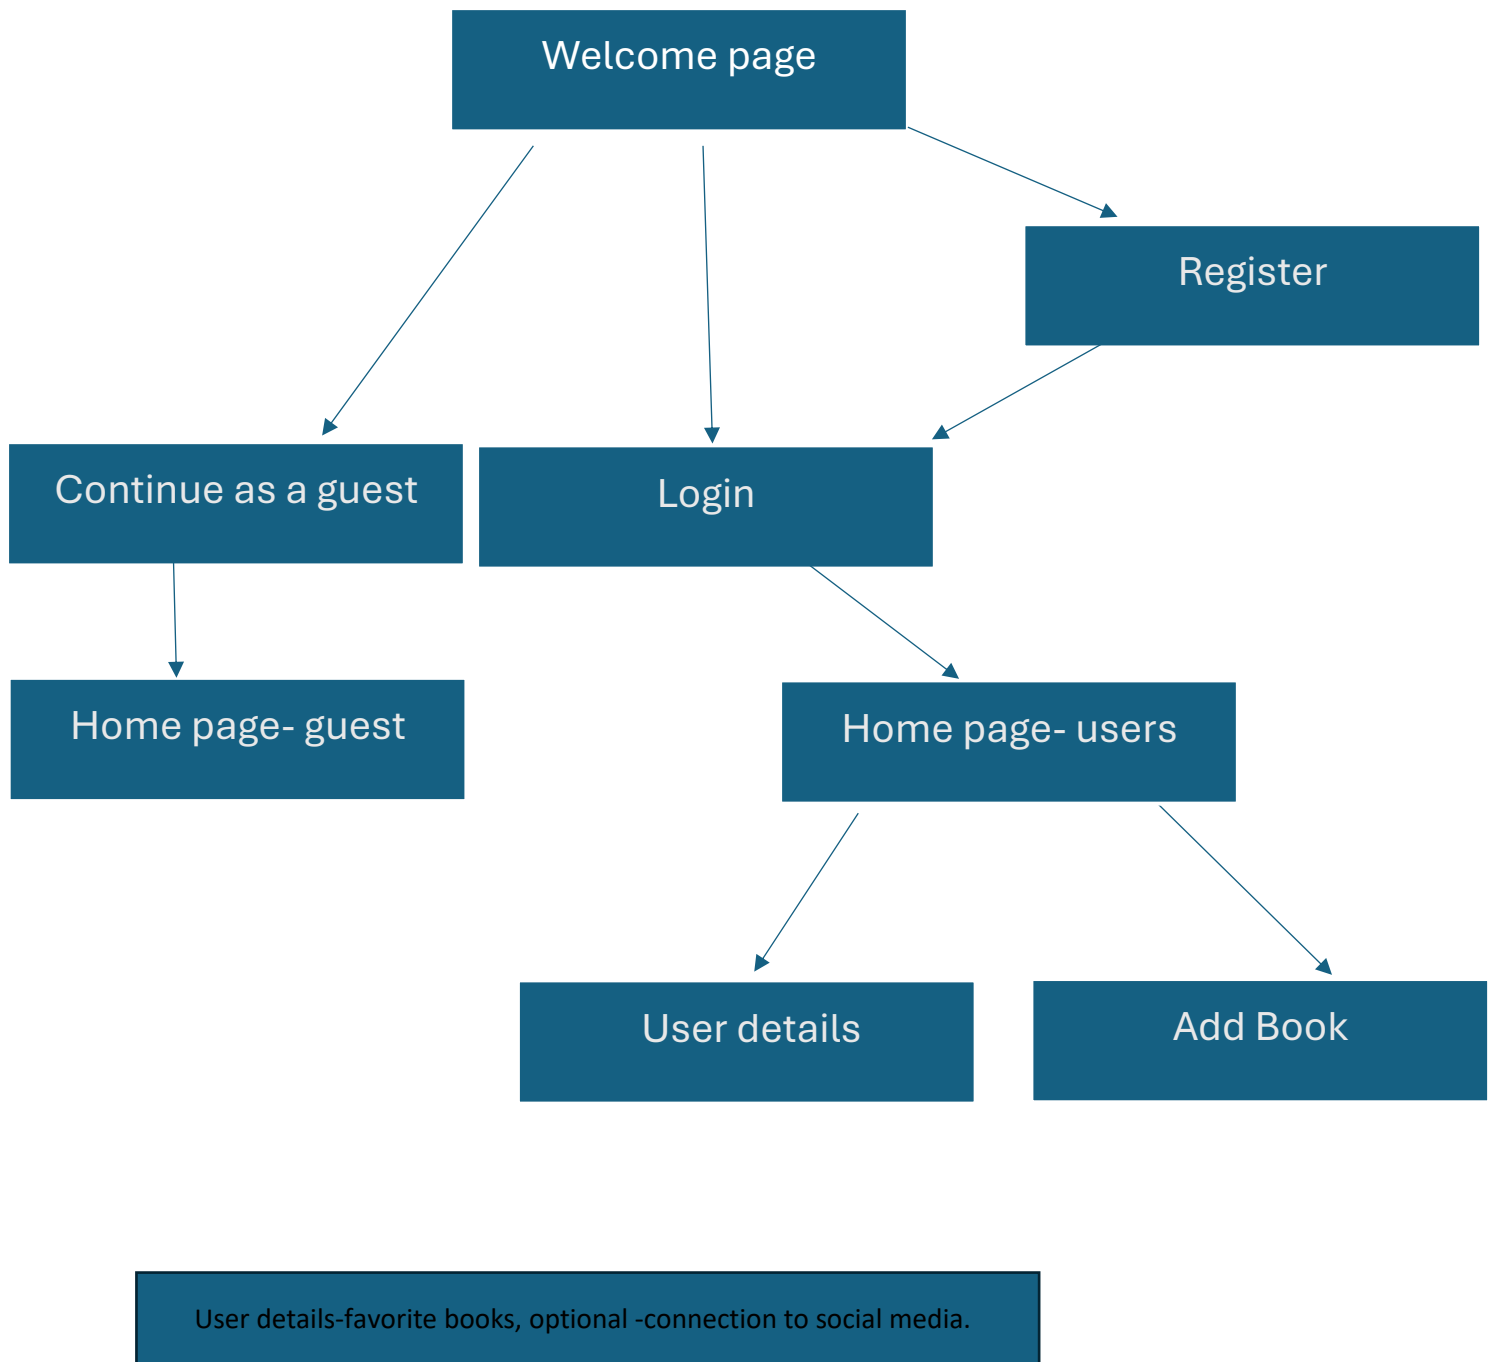 Welcome page
Register
Continue as a guest
Login
Home page- guest
Home page- users
User details
Add Book
User details-favorite books, optional -connection to social media.